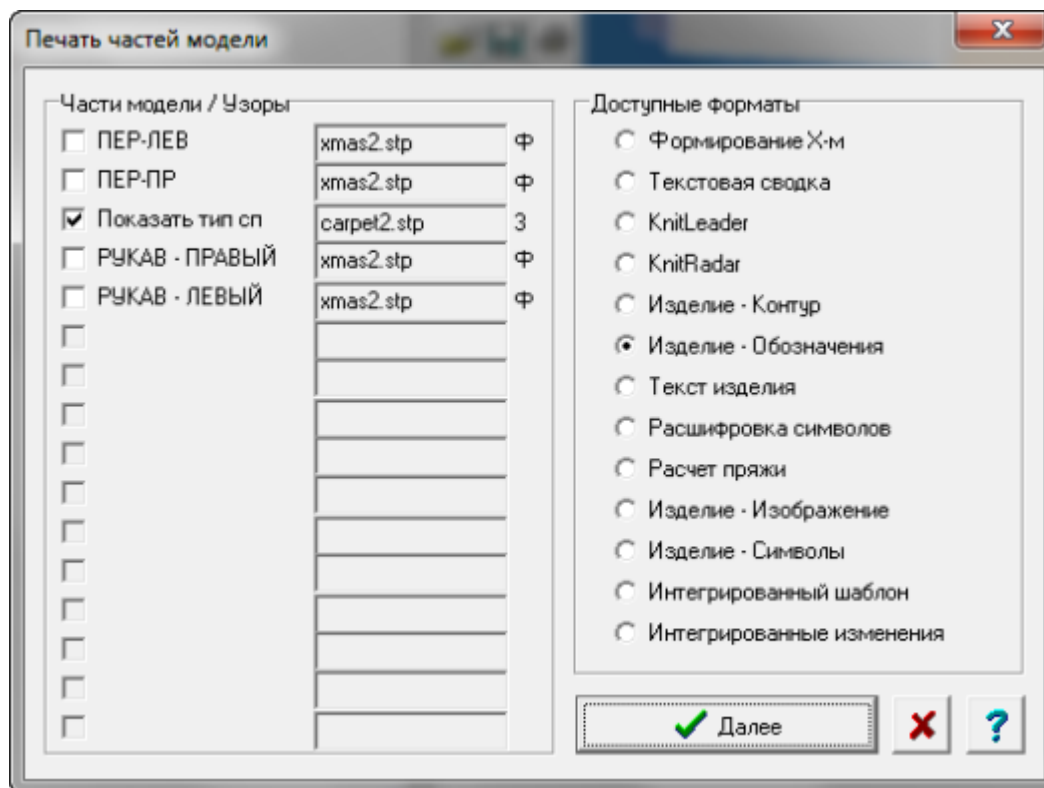 Печать частей модели
Части модели / Узоры
ПЕР-ЛЕВ xmas2.stp Ф
ПЕР-ПР xmas2.stp Ф
Показать тип сп carpet2.stp З
РУКАВ - ПРАВЫЙ xmas2.stp Ф
РУКАВ - ЛЕВЫЙ xmas2.stp Ф
Доступные форматы
Формирование Х-м
Текстовая сводка
KnitLeader
KnitRadar
Изделие - Контур
Изделие - Обозначения
Текст изделия
Расшифровка символов
Расчет пряжи
Изделие - Изображение
Изделие - Символы
Интегрированный шаблон
Интегрированные изменения
Далее